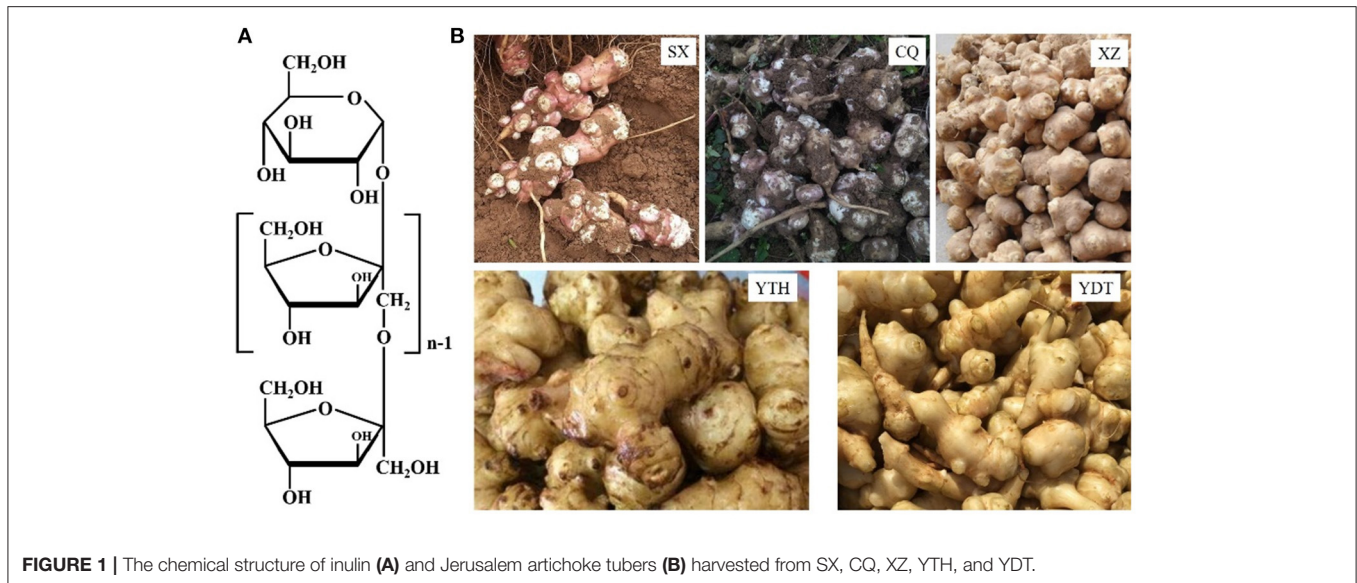 A
B
CH₂OH
O
OH
OH
OH
O
CH₂OH
O
OH
CH₂
OH
O
n-1
CH₂OH
O
OH
CH₂OH
OH
SX
CQ
XZ
YTH
YDT
FIGURE 1 | The chemical structure of inulin (A) and Jerusalem artichoke tubers (B) harvested from SX, CQ, XZ, YTH, and YDT.